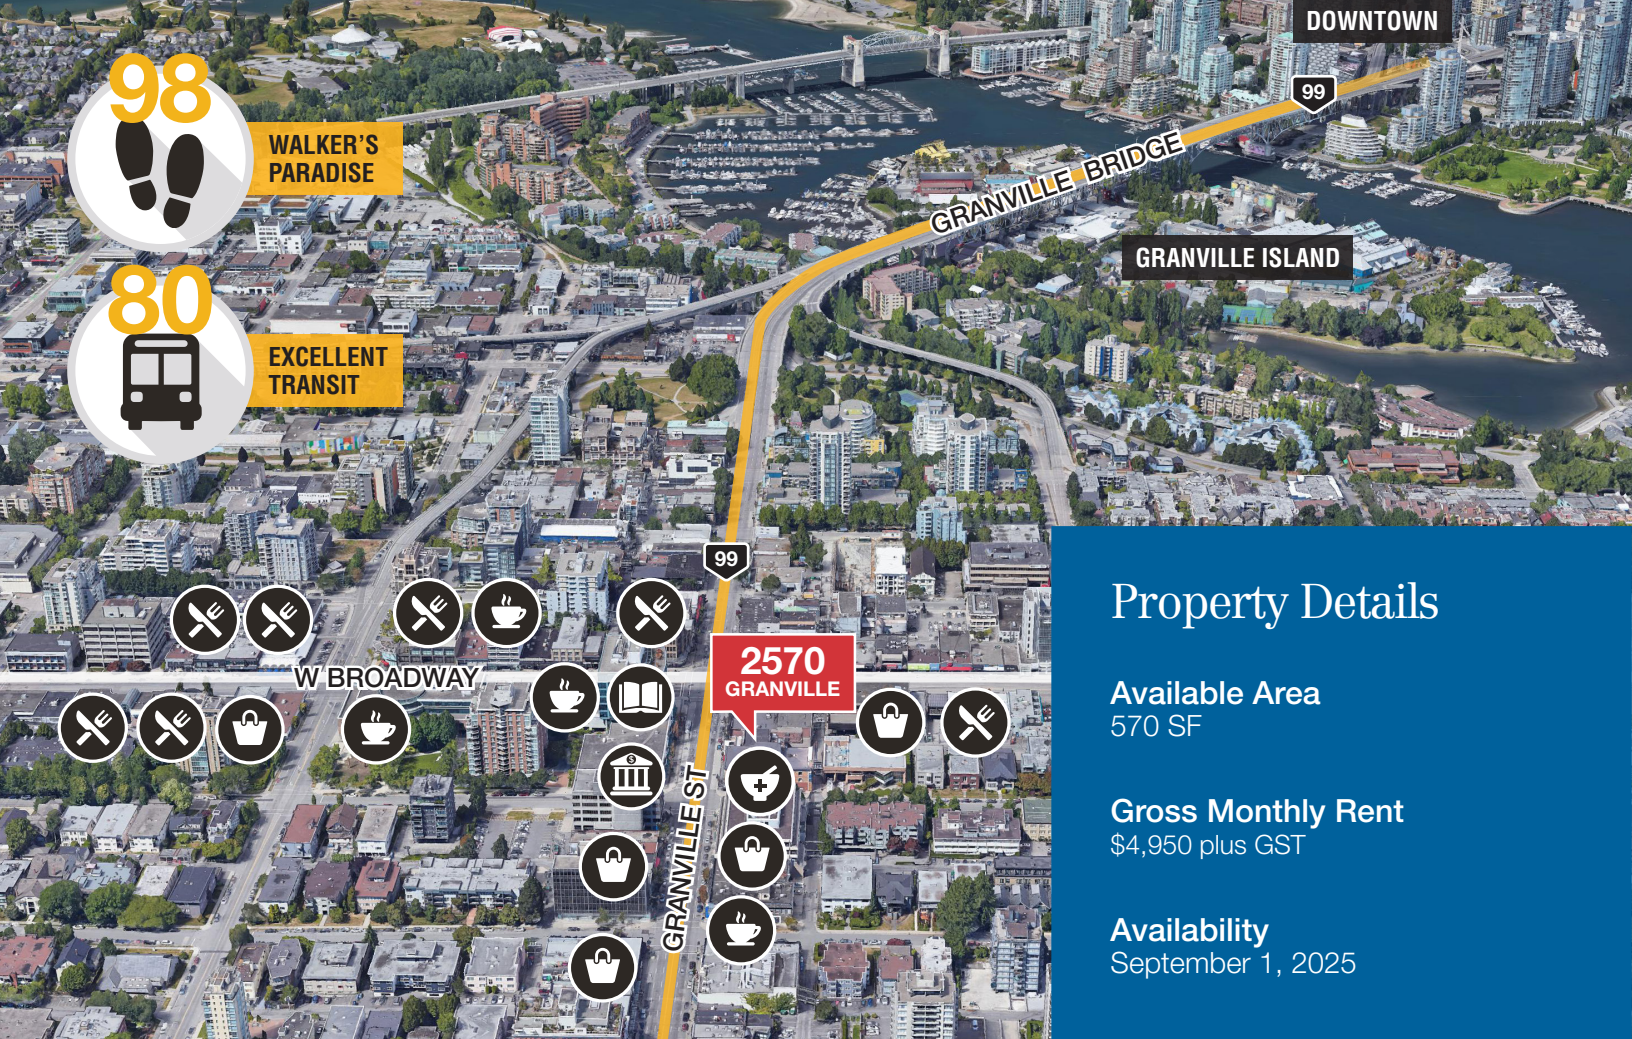 DOWNTOWN
99
98
WALKER'S
PARADISE
GRANVILLE BRIDGE
GRANVILLE ISLAND
80
EXCELLENT
TRANSIT
99
W BROADWAY
2570
GRANVILLE
GRANVILLE ST
$
Property Details
Available Area
570 SF
Gross Monthly Rent
$4,950 plus GST
Availability
September 1, 2025